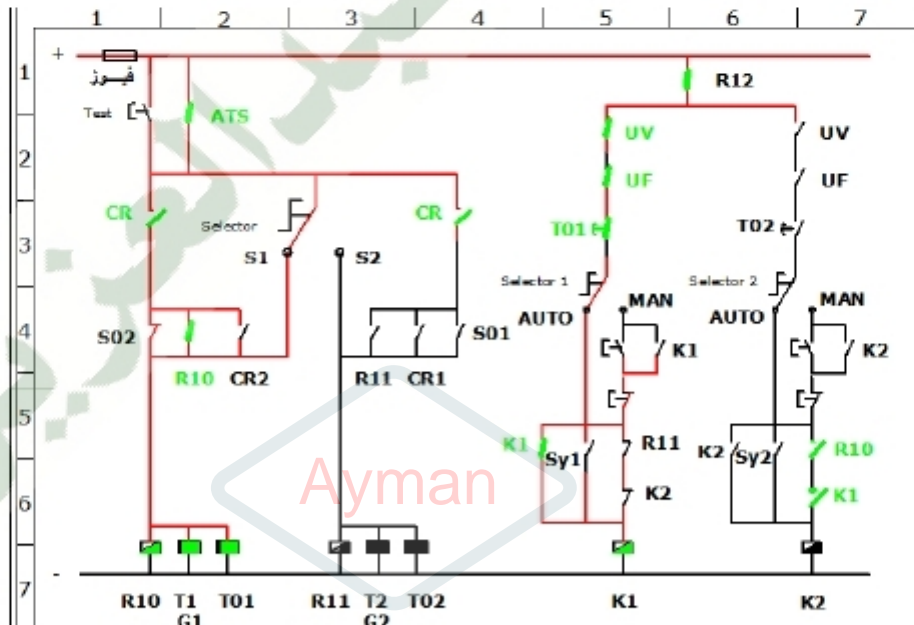 1 2 3 4 5 6 7
+
1
فيوز
R12
Test
ATS
UV
UV
2
UF
UF
CR
Selector
CR
T01
T02
3
S1
S2
Selector 1
Selector 2
MAN
MAN
AUTO
AUTO
4
S02
S01
K1
K2
R10
CR2
R11
CR1
5
K1
Sy1
R11
K2
Sy2
R10
Ayman
6
K2
K1
7
-
R10
T1
T01
R11
T2
T02
K1
K2
G1
G2